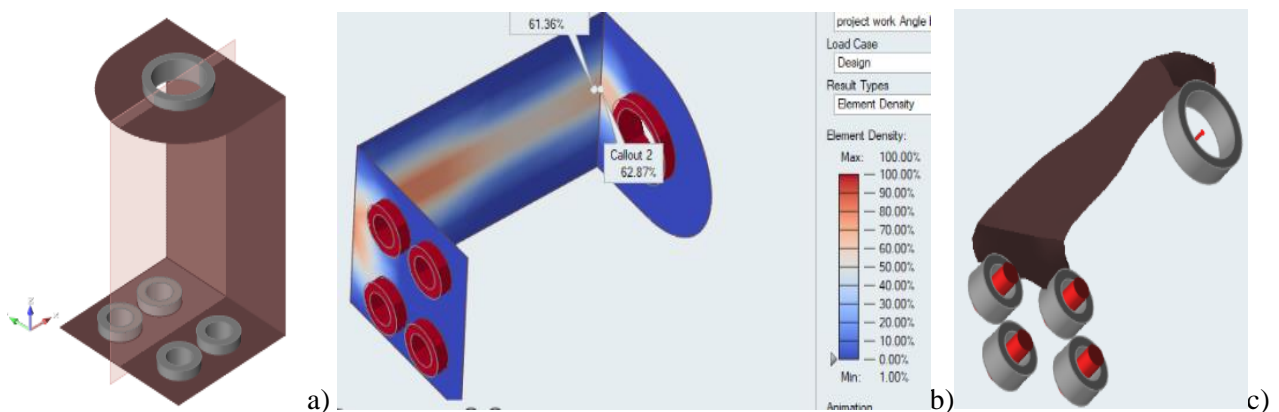 61.36%
Callout 2
62.87%
project work Angle
Load Case
Design
Result Types
Element Density
Element Density:
Max: 100.00%
100.00%
90.00%
80.00%
70.00%
60.00%
50.00%
40.00%
30.00%
20.00%
10.00%
0.00%
Min: 1.00%
Animation
a)
b)
c)